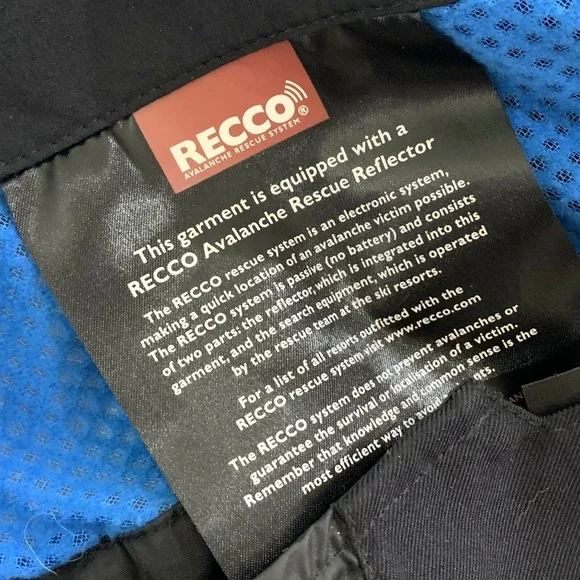 RECCO®
AVALANCHE RESCUE SYSTEM
This garment is equipped with a
RECCO Avalanche Rescue Reflector
The RECCO rescue system is an electronic system,
making a quick location of an avalanche victim possible.
The RECCO system is passive (no battery) and consists
of two parts: the reflector which is integrated into this
garment, and the search equipment, which is operated
by the rescue team at the ski resorts.
For a list of all resorts outfitted with the
RECCO rescue system visit www.recco.com
The RECCO system does not prevent avalanches or
guarantee the survival or localisation of a victim.
Remember that knowledge and common sense is the
most efficient way to avoid